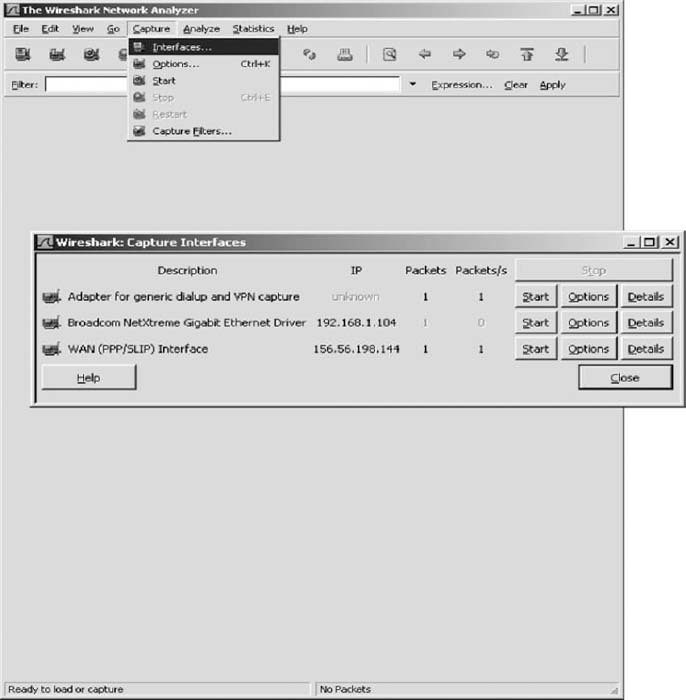 The Wireshark Network Analyzer
File Edit View Go Capture Analyze Statistics Help
Interfaces...
Options... Ctrl+K
Start
Stop Ctrl+E
Restart
Capture Filters...
Filter: Expression... Clear Apply
Wireshark: Capture Interfaces
Description IP Packets Packets/s Stop
Adapter for generic dialup and VPN capture unknown 1 1 Start Options Details
Broadcom NetXtreme Gigabit Ethernet Driver 192.168.1.104 1 0 Start Options Details
WAN (PPP/SLIP) Interface 156.56.198.144 1 1 Start Options Details
Help Close
Ready to load or capture No Packets